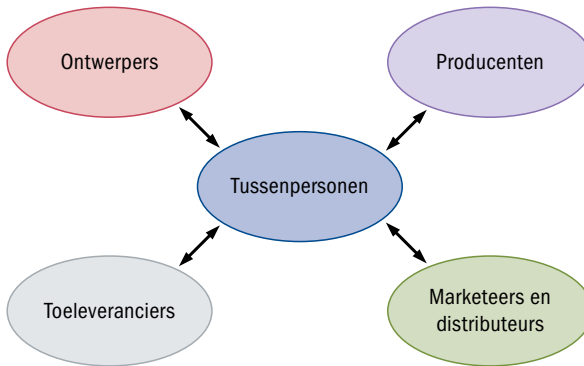 Ontwerpers
Producenten
Tussenpersonen
Toeleveranciers
Marketeers en
distributeurs